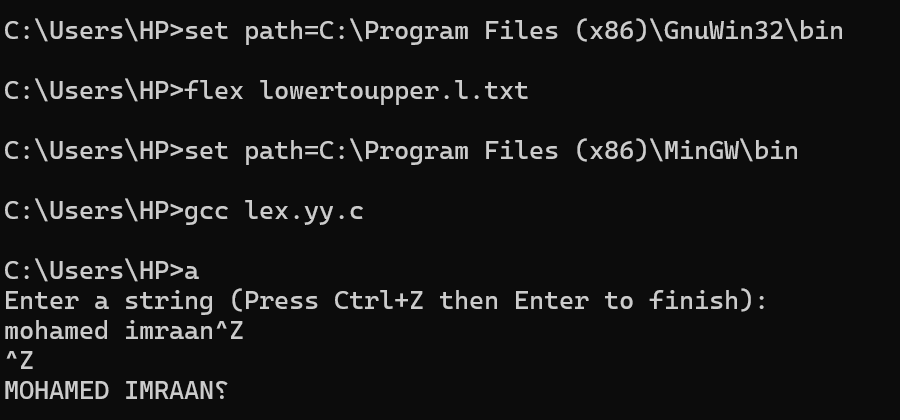 C:\Users\HP>set path=C:\Program Files (x86)\GnuWin32\bin
C:\Users\HP>flex lowertoupper.l.txt
C:\Users\HP>set path=C:\Program Files (x86)\MinGW\bin
C:\Users\HP>gcc lex.yy.c
C:\Users\HP>a
Enter a string (Press Ctrl+Z then Enter to finish):
mohamed imraan^Z
^Z
MOHAMED IMRAAN␦